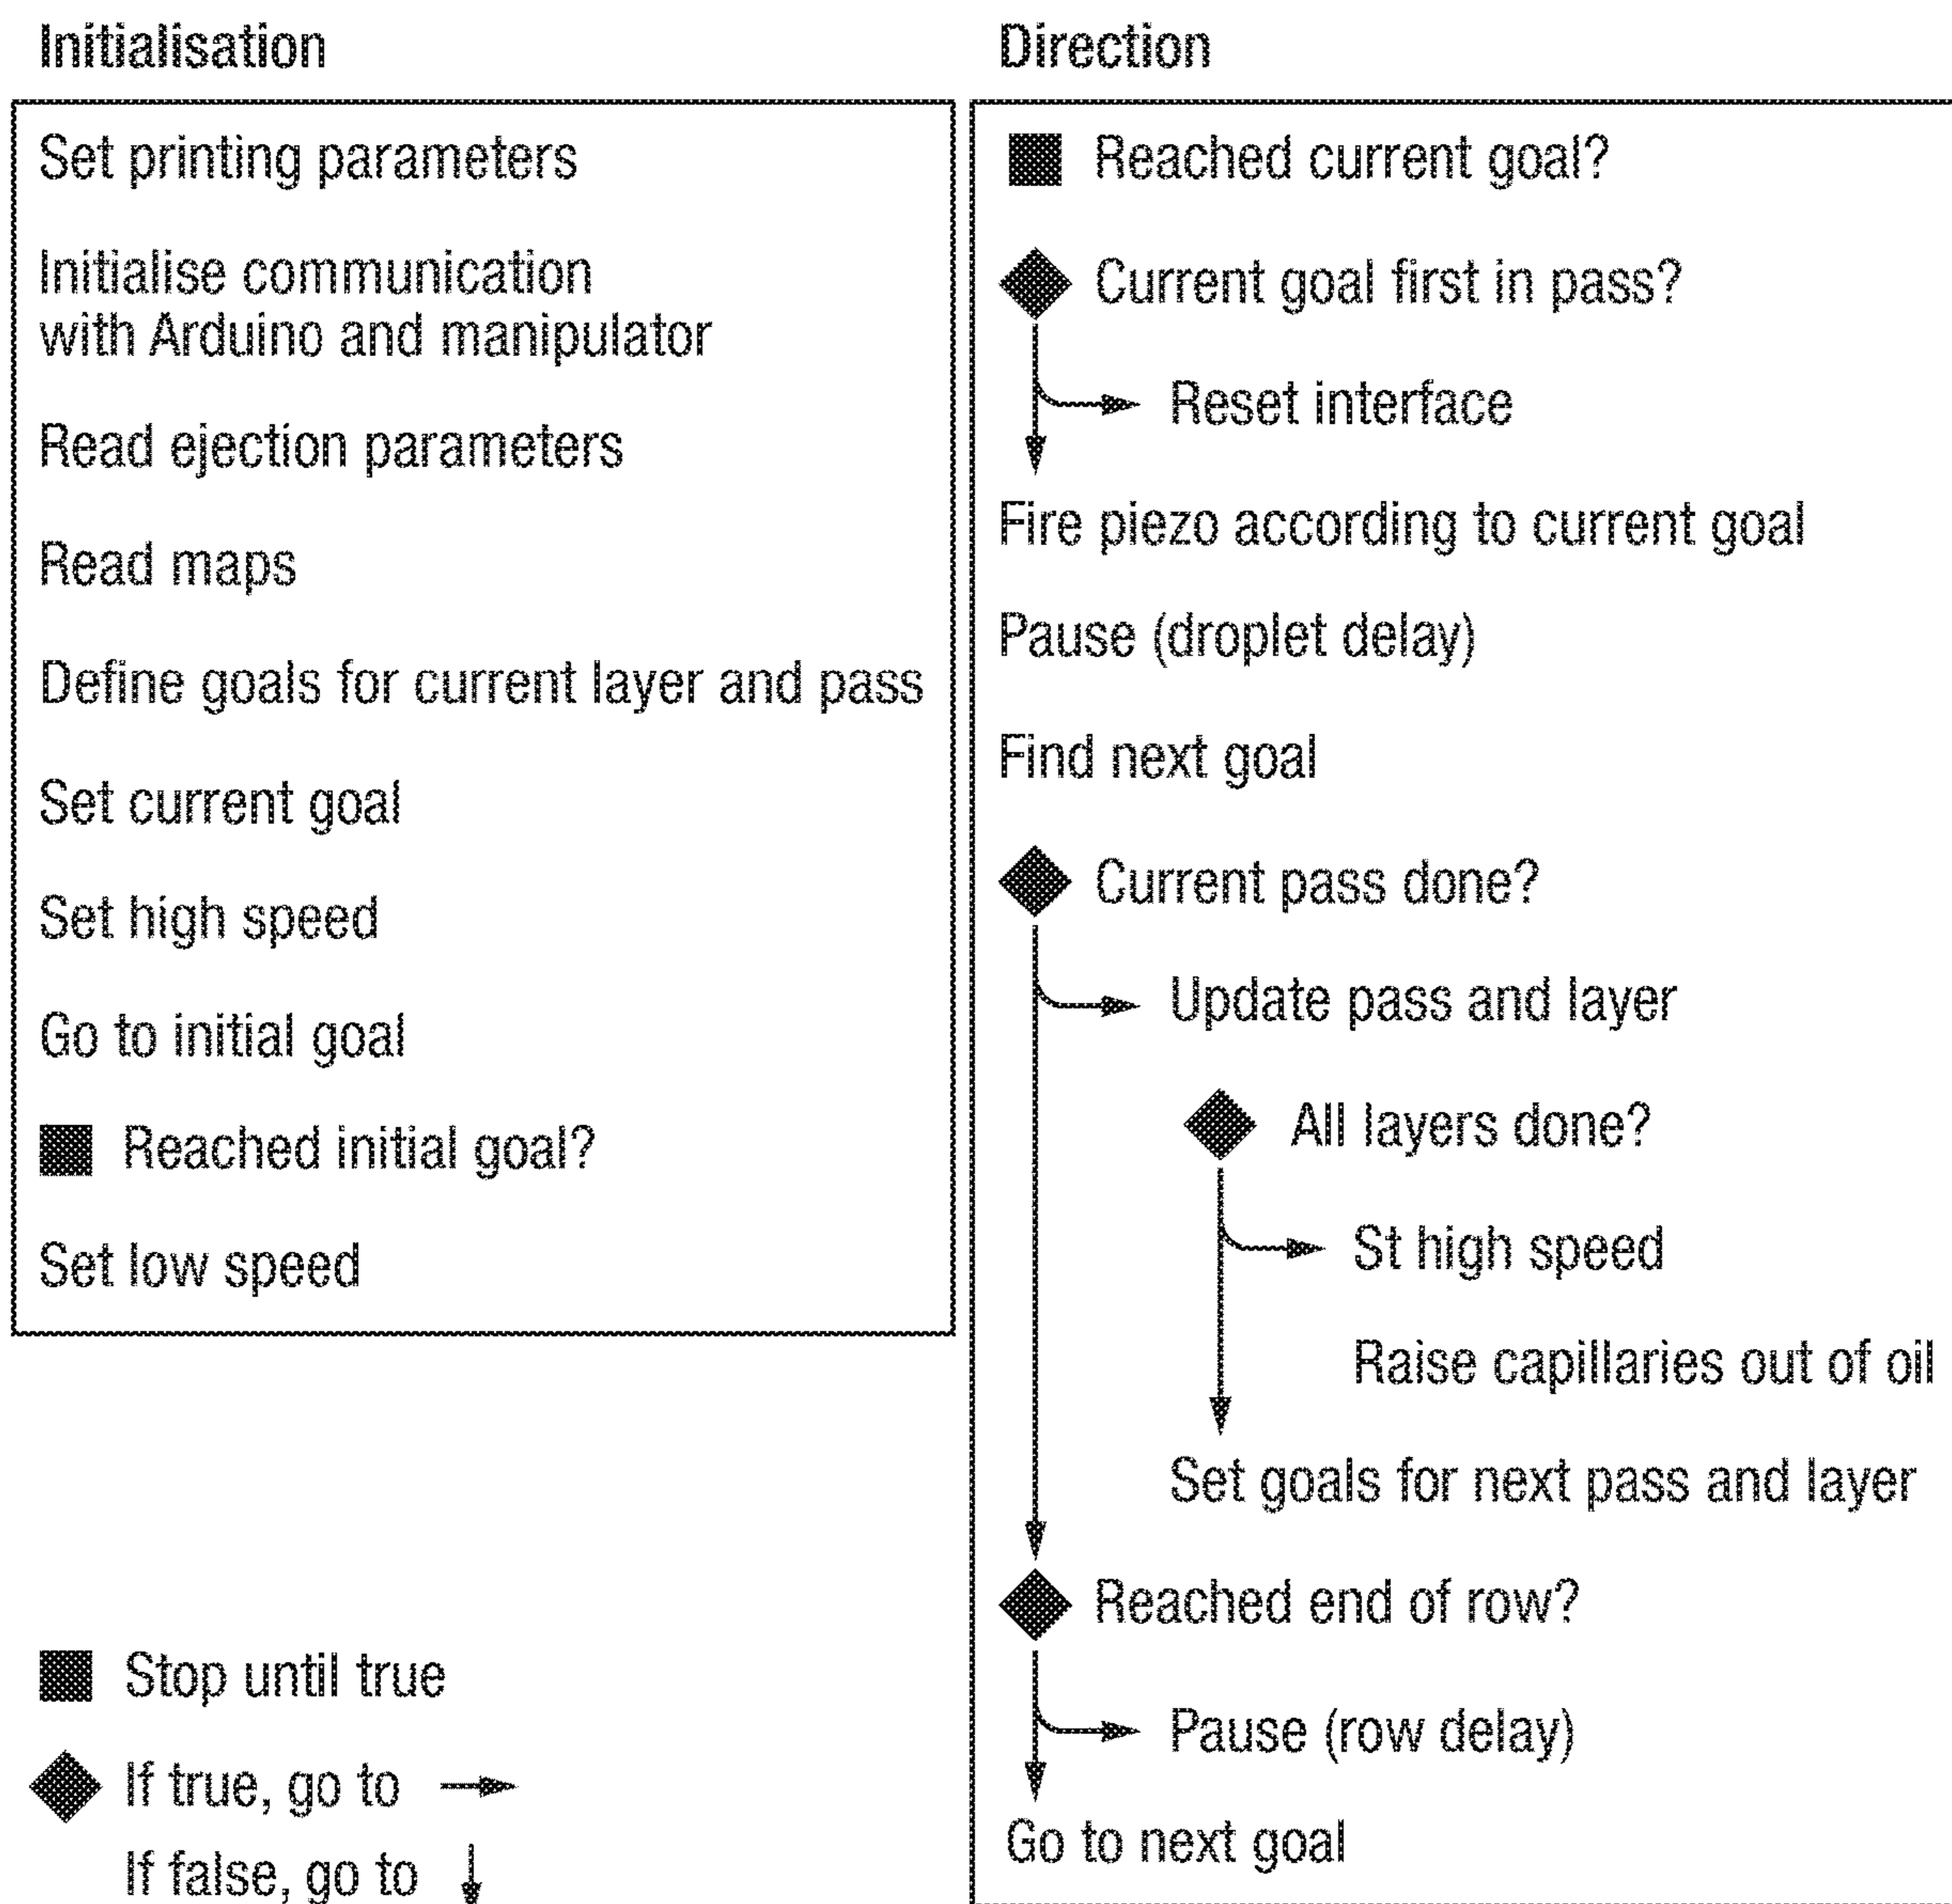 Initialisation
Set printing parameters
Initialise communication
with Arduino and manipulator
Read ejection parameters
Read maps
Define goals for current layer and pass
Set current goal
Set high speed
Go to initial goal
Reached initial goal?
Set low speed
Stop until true
If true, go to
If false, go to
Direction
Reached current goal?
Current goal first in pass?
Reset interface
Fire piezo according to current goal
Pause (droplet delay)
Find next goal
Current pass done?
Update pass and layer
All layers done?
St high speed
Raise capillaries out of oil
Set goals for next pass and layer
Reached end of row?
Pause (row delay)
Go to next goal